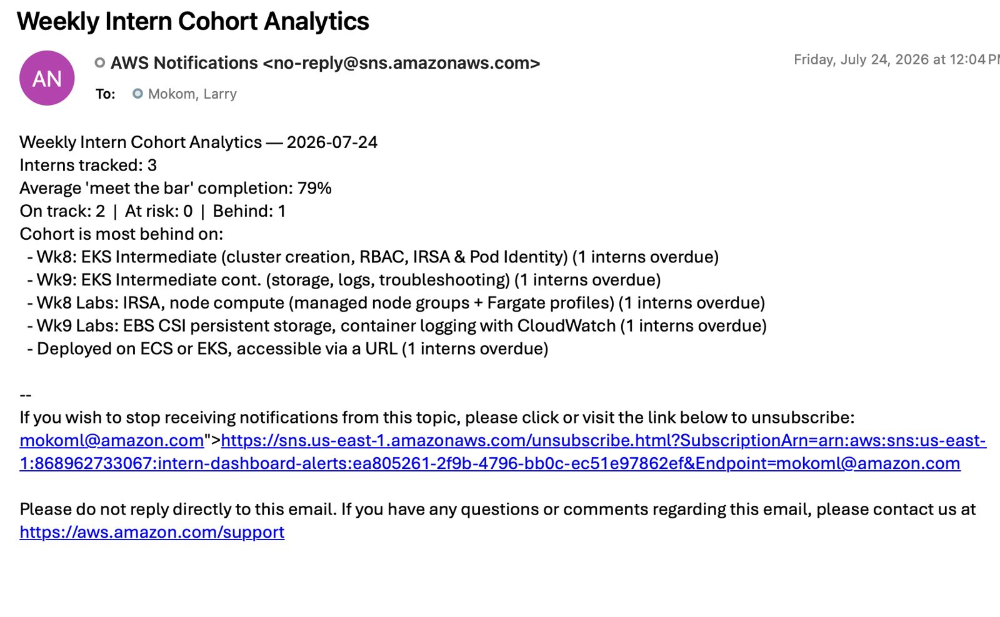 Weekly Intern Cohort Analytics
AN
AWS Notifications <no-reply@sns.amazonaws.com>
Friday, July 24, 2026 at 12:04 PM
To: Mokom, Larry
Weekly Intern Cohort Analytics — 2026-07-24
Interns tracked: 3
Average 'meet the bar' completion: 79%
On track: 2 | At risk: 0 | Behind: 1
Cohort is most behind on:
- Wk8: EKS Intermediate (cluster creation, RBAC, IRSA & Pod Identity) (1 interns overdue)
- Wk9: EKS Intermediate cont. (storage, logs, troubleshooting) (1 interns overdue)
- Wk8 Labs: IRSA, node compute (managed node groups + Fargate profiles) (1 interns overdue)
- Wk9 Labs: EBS CSI persistent storage, container logging with CloudWatch (1 interns overdue)
- Deployed on ECS or EKS, accessible via a URL (1 interns overdue)
--
If you wish to stop receiving notifications from this topic, please click or visit the link below to unsubscribe:
mokoml@amazon.com">https://sns.us-east-1.amazonaws.com/unsubscribe.html?SubscriptionArn=arn:aws:sns:us-east-
1:868962733067:intern-dashboard-alerts:ea805261-2f9b-4796-bb0c-ec51e97862ef&Endpoint=mokoml@amazon.com
Please do not reply directly to this email. If you have any questions or comments regarding this email, please contact us at
https://aws.amazon.com/support